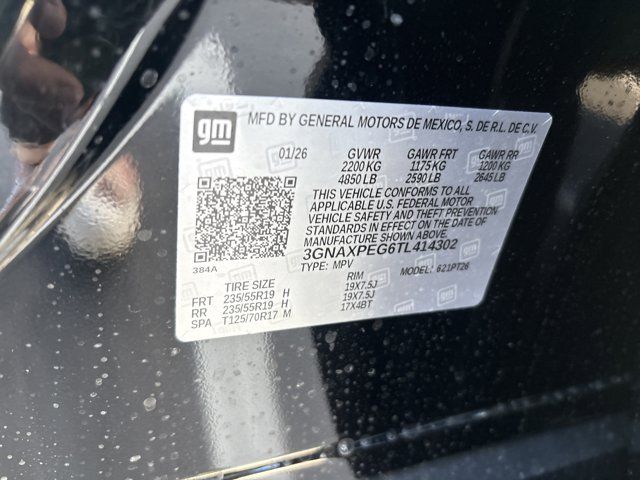 gm MFD BY GENERAL MOTORS DE MEXICO, S. DE R.L. DE C.V.
01/26 GVWR GAWR FRT GAWR RR
2200 KG 1175 KG 1200 KG
4850 LB 2590 LB 2645 LB
THIS VEHICLE CONFORMS TO ALL
APPLICABLE U.S. FEDERAL MOTOR
VEHICLE SAFETY AND THEFT PREVENTION
STANDARDS IN EFFECT ON THE DATE OF
MANUFACTURE SHOWN ABOVE.
3GNAXPEG6TL414302
384A TYPE: MPV MODEL: 621PT26
TIRE SIZE RIM
FRT 235/55R19 H 19X7.5J
RR 235/55R19 H 19X7.5J
SPA T125/70R17 M 17X4BT